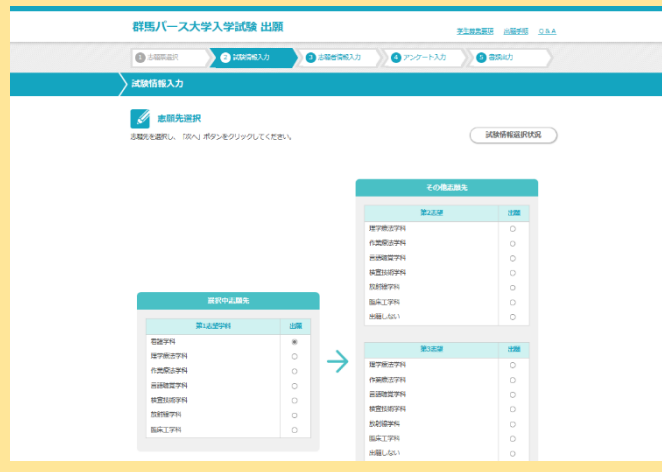 群馬パース大学入学試験 出願
学生募集要項 出願手順 Q & A
1 志願票選択
2 試験情報入力
3 志願者情報入力
4 アンケート入力
5 書類出力
試験情報入力
志願先選択
志願先を選択し、「次へ」ボタンをクリックしてください。
試験情報選択状況
選択中志願先
第1志望学科 出願
看護学科
理学療法学科
作業療法学科
言語聴覚学科
検査技術学科
放射線学科
臨床工学科
その他志願先
第2志望 出願
理学療法学科
作業療法学科
言語聴覚学科
検査技術学科
放射線学科
臨床工学科
出願しない
第3志望 出願
理学療法学科
作業療法学科
言語聴覚学科
検査技術学科
放射線学科
臨床工学科
出願しない